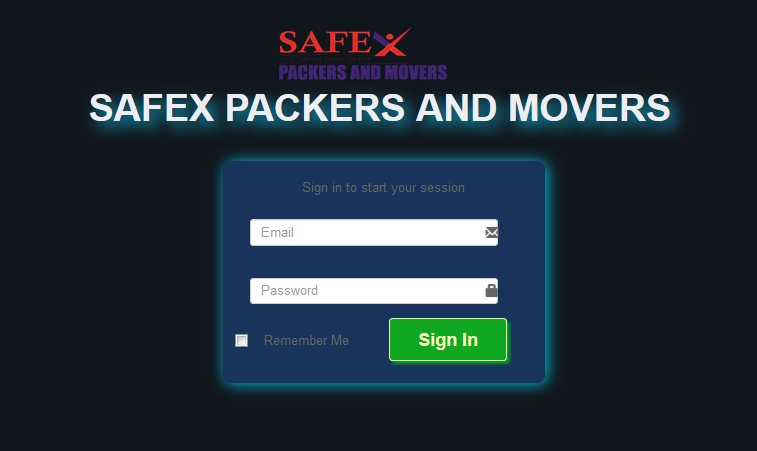 SAFEX
PACKERS AND MOVERS
SAFEX PACKERS AND MOVERS
Sign in to start your session
Email
Password
Remember Me
Sign In